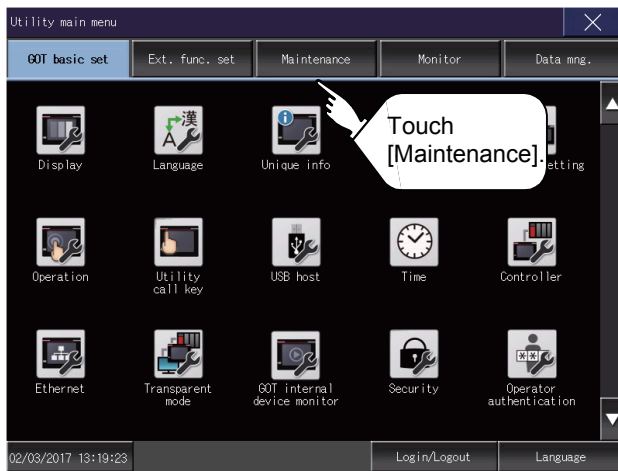 Utility main menu
GOT basic set
Ext. func. set
Maintenance
Monitor
Data mng.
Touch
[Maintenance].
Display
Language
Unique info
etting
Operation
Utility
call key
USB host
Time
Controller
Ethernet
Transparent
mode
GOT internal
device monitor
Security
Operator
authentication
02/03/2017 13:19:23
Login/Logout
Language